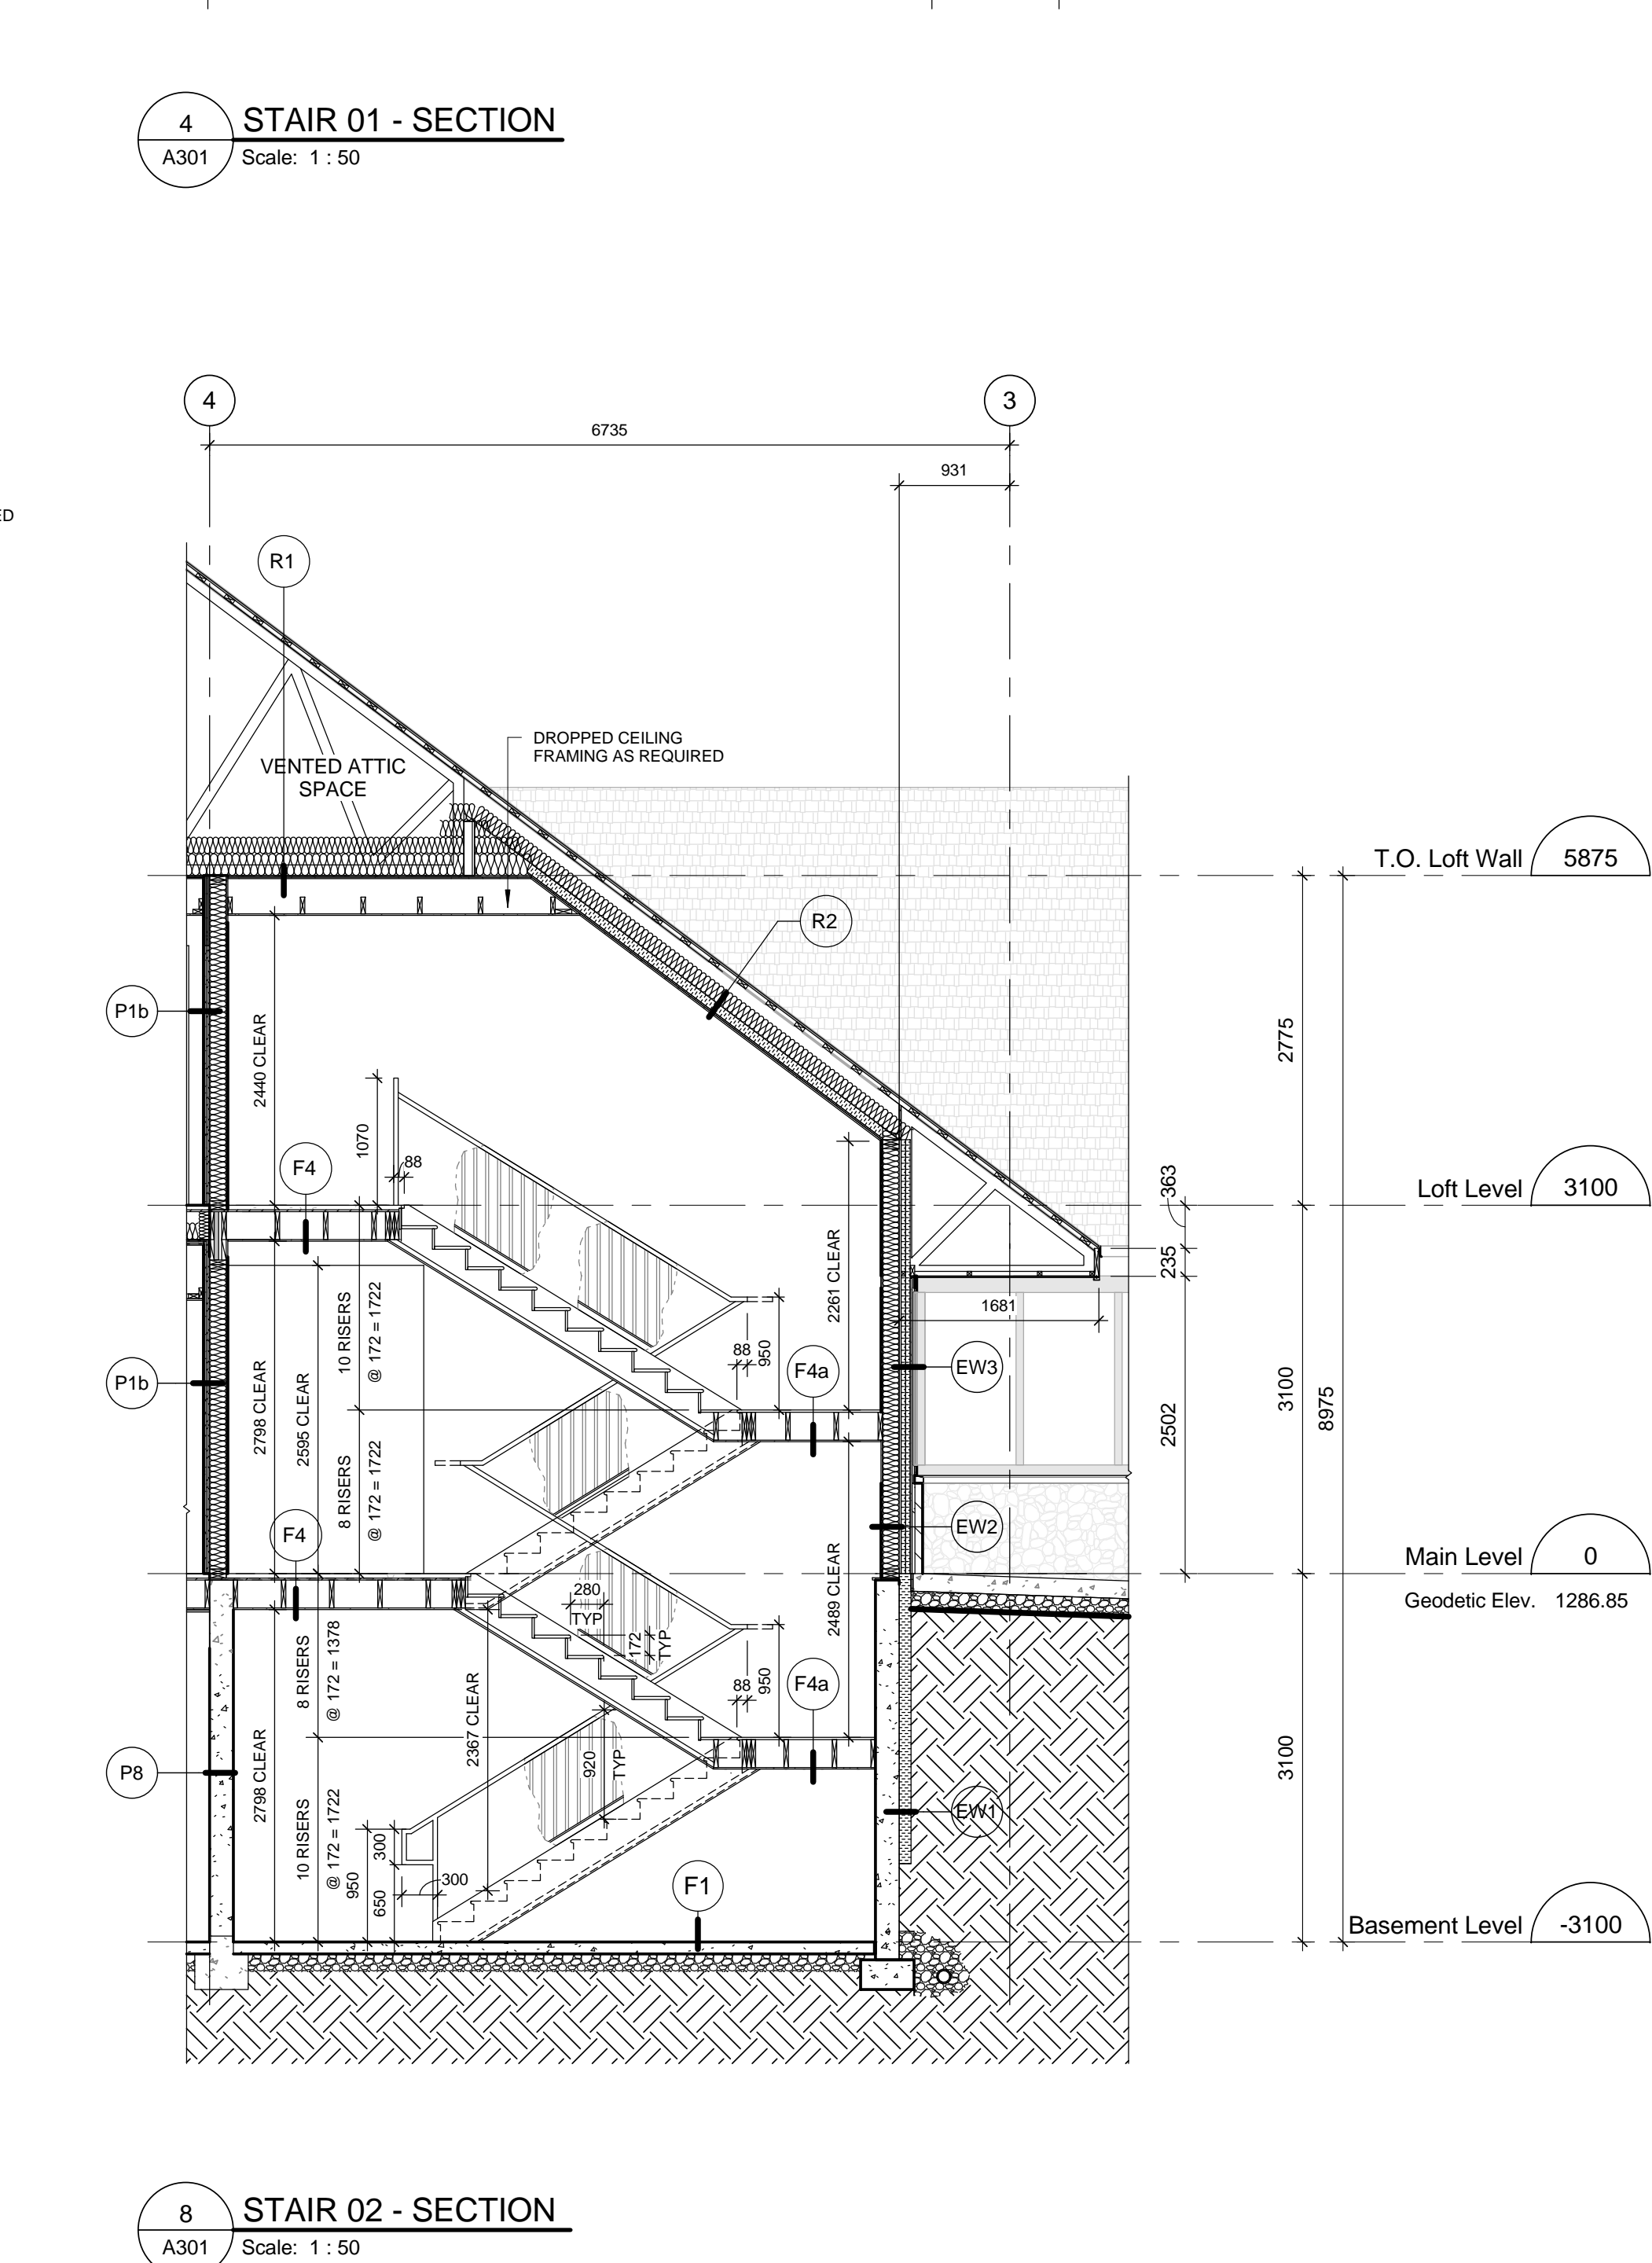 4
A301
STAIR 01 - SECTION
Scale: 1 : 50
4
3
6735
931
ED
R1
DROPPED CEILING
FRAMING AS REQUIRED
VENTED ATTIC
SPACE
T.O. Loft Wall
5875
R2
P1b
2440 CLEAR
2775
1070
88
F4
363
Loft Level
3100
235
2261 CLEAR
1681
10 RISERS
@ 172 = 1722
88
950
F4a
EW3
P1b
2798 CLEAR
2595 CLEAR
3100
8975
2502
8 RISERS
@ 172 = 1722
F4
EW2
Main Level
0
Geodetic Elev. 1286.85
2489 CLEAR
280
TYP
172
TYP
8 RISERS
@ 172 = 1378
88
950
F4a
2367 CLEAR
920
TYP
P8
2798 CLEAR
3100
EW1
10 RISERS
@ 172 = 1722
950
300
650
300
F1
Basement Level
-3100
8
A301
STAIR 02 - SECTION
Scale: 1 : 50